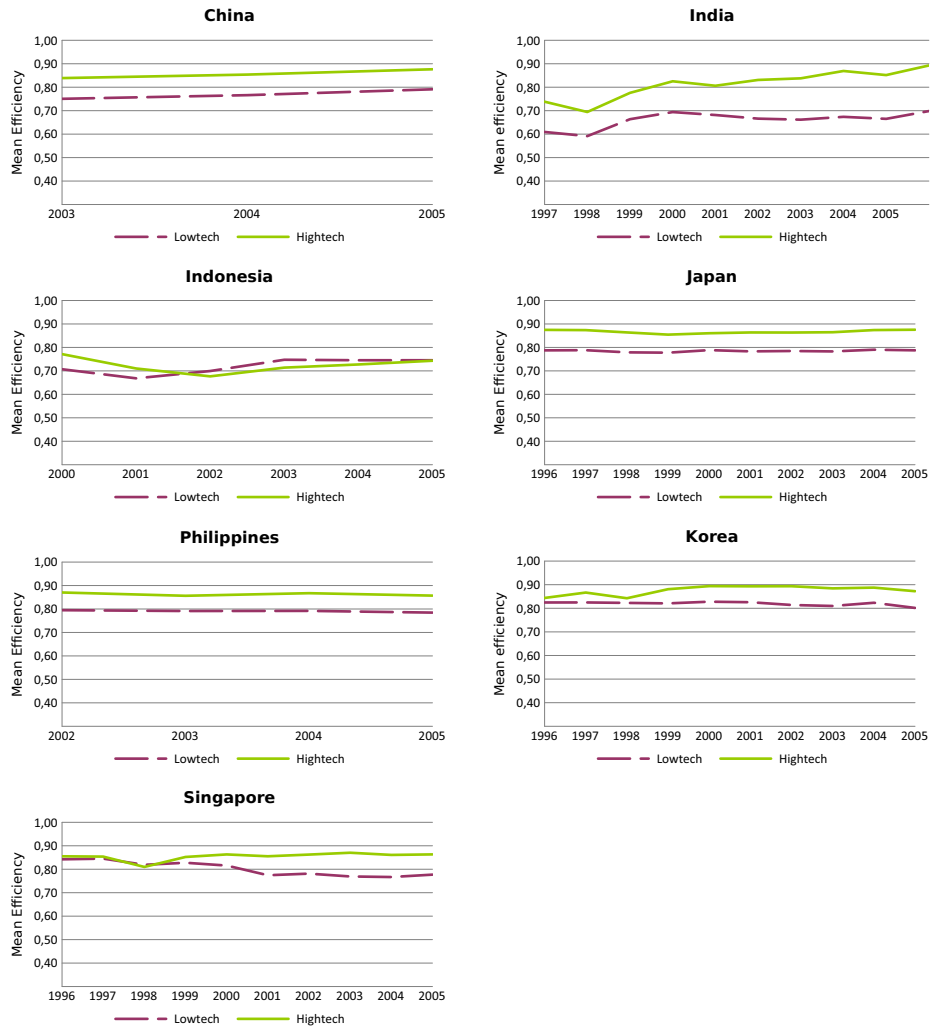 China
1,00
0,90
0,80
0,70
0,60
0,50
0,40
Mean Efficiency
2003 2004 2005
Lowtech Hightech
India
1,00
0,90
0,80
0,70
0,60
0,50
0,40
Mean efficiency
1997 1998 1999 2000 2001 2002 2003 2004 2005
Lowtech Hightech
Indonesia
1,00
0,90
0,80
0,70
0,60
0,50
0,40
Mean Efficiency
2000 2001 2002 2003 2004 2005
Lowtech Hightech
Japan
1,00
0,90
0,80
0,70
0,60
0,50
0,40
Mean Efficiency
1996 1997 1998 1999 2000 2001 2002 2003 2004 2005
Lowtech Hightech
Philippines
1,00
0,90
0,80
0,70
0,60
0,50
0,40
Mean Efficiency
2002 2003 2004 2005
Lowtech Hightech
Korea
1,00
0,90
0,80
0,70
0,60
0,50
0,40
Mean efficiency
1996 1997 1998 1999 2000 2001 2002 2003 2004 2005
Lowtech Hightech
Singapore
1,00
0,90
0,80
0,70
0,60
0,50
0,40
Mean Efficiency
1996 1997 1998 1999 2000 2001 2002 2003 2004 2005
Lowtech Hightech